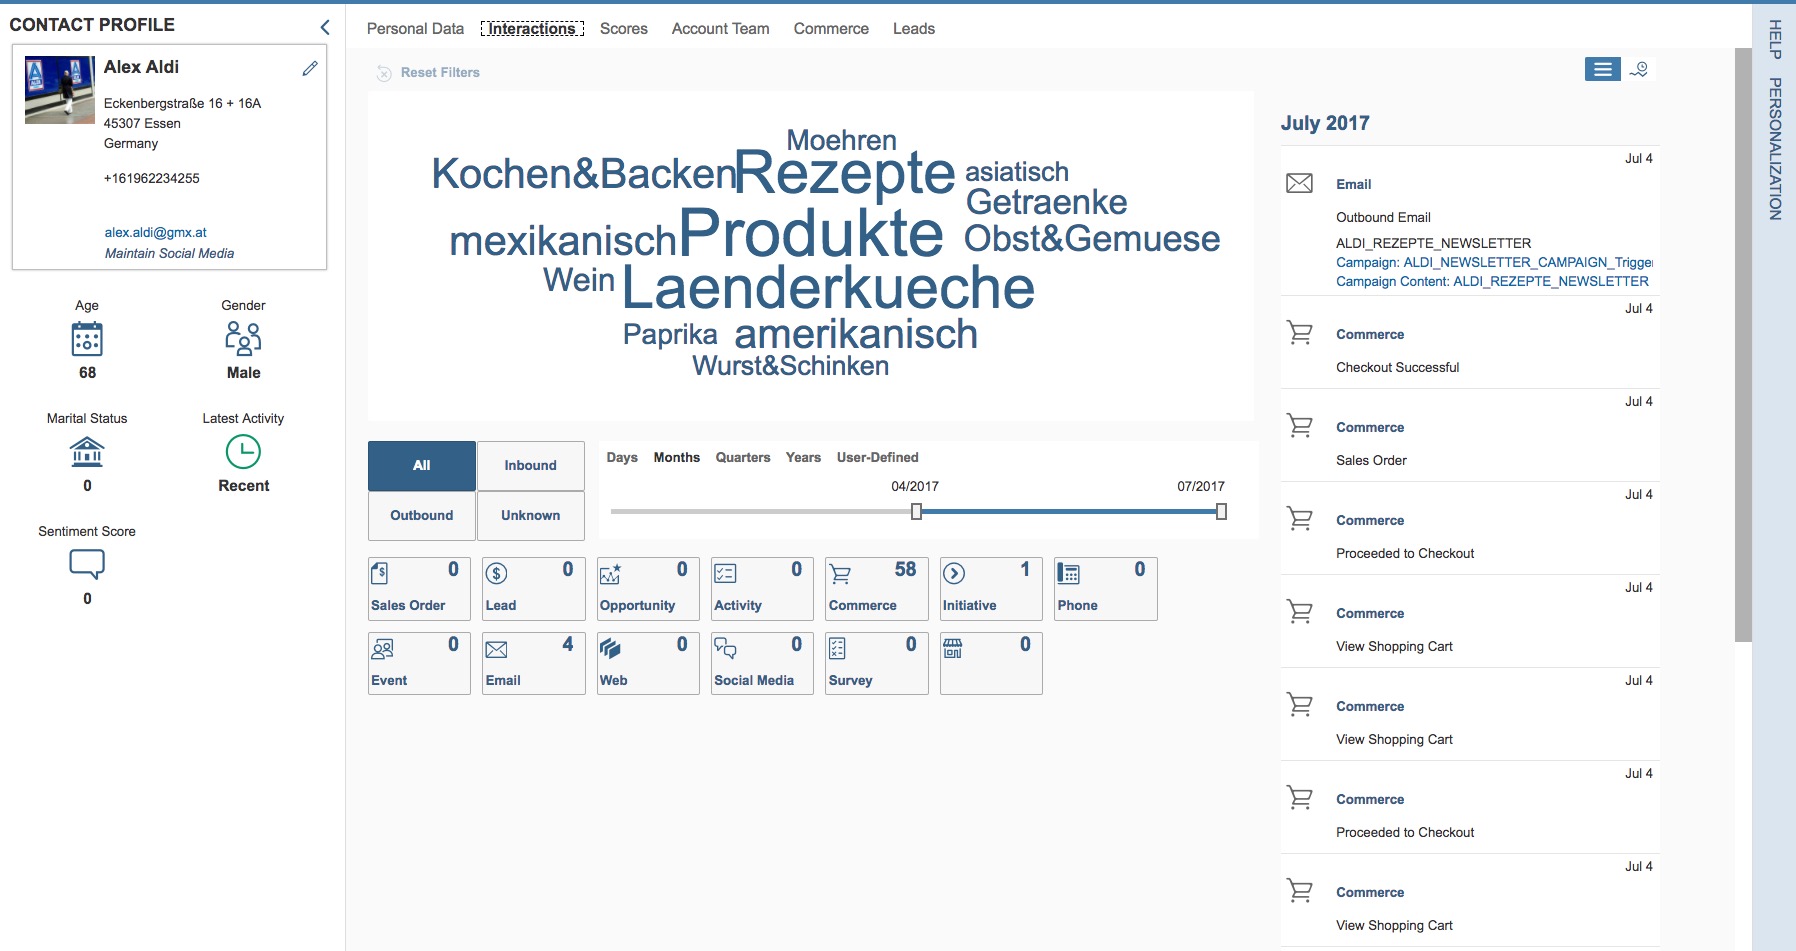 CONTACT PROFILE
Alex Aldi
Eckenbergstraße 16 + 16A
45307 Essen
Germany
+161962234255
alex.aldi@gmx.at
Maintain Social Media
Age
68
Gender
Male
Marital Status
0
Latest Activity
Recent
Sentiment Score
0
Personal Data Interactions Scores Account Team Commerce Leads
Reset Filters
Moehren
Kochen&Backen Rezepte asiatisch
Getraenke
mexikanisch Produkte Obst&Gemuese
Wein Laenderkueche
Paprika amerikanisch
Wurst&Schinken
All Inbound
Outbound Unknown
Days Months Quarters Years User-Defined
04/2017 07/2017
0 Sales Order
0 Lead
0 Opportunity
0 Activity
58 Commerce
1 Initiative
0 Phone
0 Event
4 Email
0 Web
0 Social Media
0 Survey
0
July 2017
Jul 4
Email
Outbound Email
ALDI_REZEPTE_NEWSLETTER
Campaign: ALDI_NEWSLETTER_CAMPAIGN_Trigger
Campaign Content: ALDI_REZEPTE_NEWSLETTER
Jul 4
Commerce
Checkout Successful
Jul 4
Commerce
Sales Order
Jul 4
Commerce
Proceeded to Checkout
Jul 4
Commerce
View Shopping Cart
Jul 4
Commerce
View Shopping Cart
Jul 4
Commerce
Proceeded to Checkout
Jul 4
Commerce
View Shopping Cart
HELP PERSONALIZATION